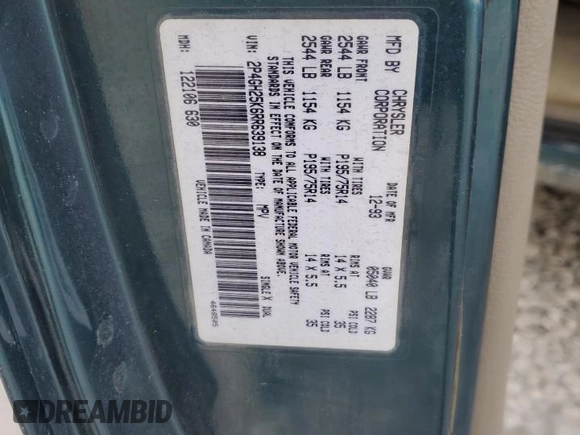 MFD BY CHRYSLER CORPORATION
DATE OF MFR 12-93
GVWR 05040 LB 2287 KG
GAWR FRONT WITH TIRES RIMS AT PSI COLD
2544 LB 1154 KG P195/75R14 14 X 5.5 35
GAWR REAR WITH TIRES RIMS AT PSI COLD
2544 LB 1154 KG P195/75R14 14 X 5.5 35
THIS VEHICLE CONFORMS TO ALL APPLICABLE FEDERAL MOTOR VEHICLE SAFETY
STANDARDS IN EFFECT ON THE DATE OF MANUFACTURE SHOWN ABOVE.
VIN: 2P4GH25K6RR639138 TYPE: MPV SINGLE X DUAL
MDH: 122106 630 VEHICLE MADE IN CANADA
DREAMBID